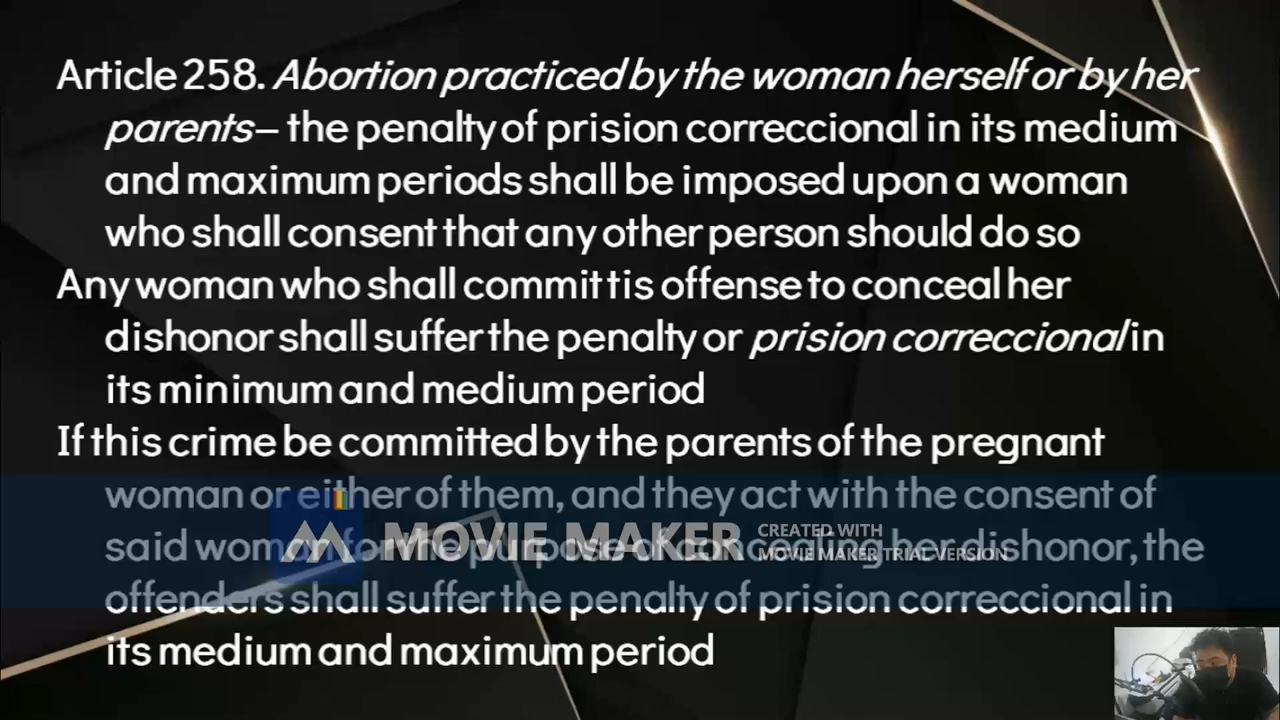 Article 258. Abortion practiced by the woman herself or by her
parents– the penalty of prision correccional in its medium
and maximum periods shall be imposed upon a woman
who shall consent that any other person should do so
Any woman who shall commit tis offense to conceal her
dishonor shall suffer the penalty or prision correccional in
its minimum and medium period
If this crime be committed by the parents of the pregnant
woman or either of them, and they act with the consent of
said woman for the purpose of concealing her dishonor, the
MOVIE MAKER
CREATED WITH
MOVIE MAKER TRIAL VERSION
offenders shall suffer the penalty of prision correccional in
its medium and maximum period